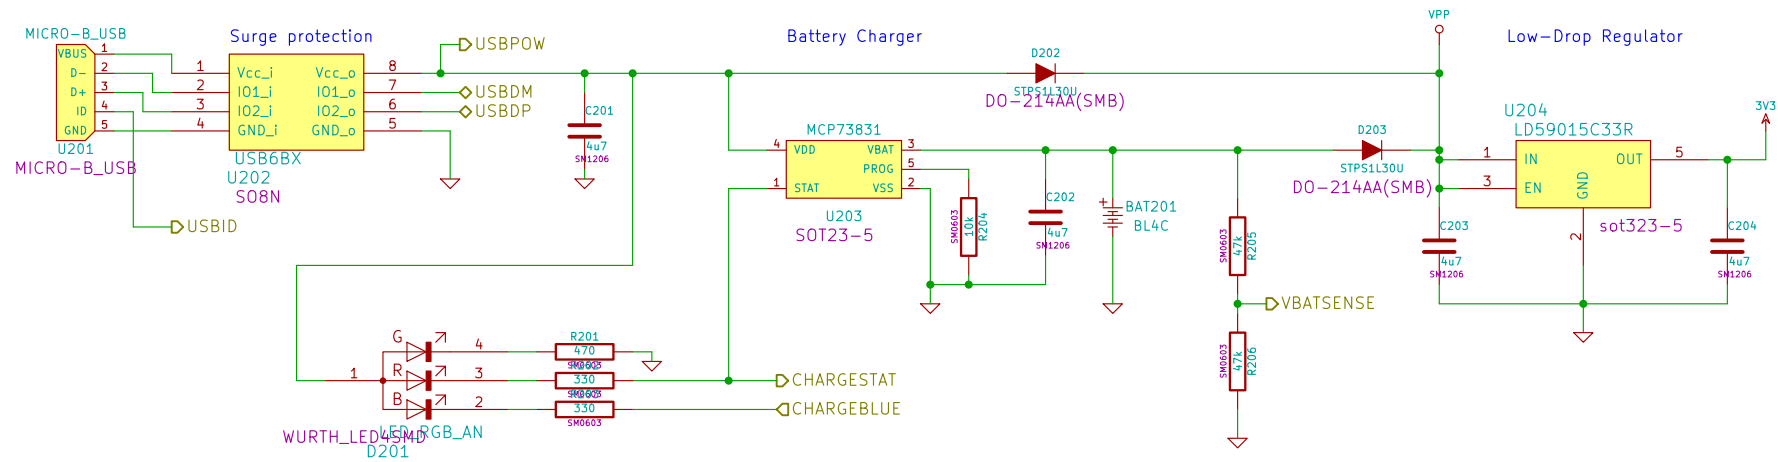 Surge protection
Battery Charger
Low-Drop Regulator
MICRO-B_USB
VBUS 1
D- 2
D+ 3
ID 4
GND 5
U201
MICRO-B_USB
1 Vcc_i Vcc_o 8
2 IO1_i IO1_o 7
3 IO2_i IO2_o 6
4 GND_i GND_o 5
USB6BX
U202
SO8N
USBPOW
USBDM
USBDP
USBID
C201
4u7
SM1206
D202
STPS1L30U
DO-214AA(SMB)
MCP73831
4 VDD VBAT 3
PROG 5
1 STAT VSS 2
U203
SOT23-5
SM0603
10k
R204
C202
4u7
SM1206
+
BAT201
BL4C
D203
STPS1L30U
DO-214AA(SMB)
SM0603
47k
R205
VBATSENSE
SM0603
47k
R206
VPP
U204
LD59015C33R
1 IN OUT 5
3 EN
GND
2
sot323-5
3V3
C203
4u7
SM1206
C204
4u7
SM1206
1
G 4
R 3
B 2
LED_RGB_AN
WURTH_LED4SMD
D201
R201
470
SM0603
330
SM0603
330
SM0603
CHARGESTAT
CHARGEBLUE